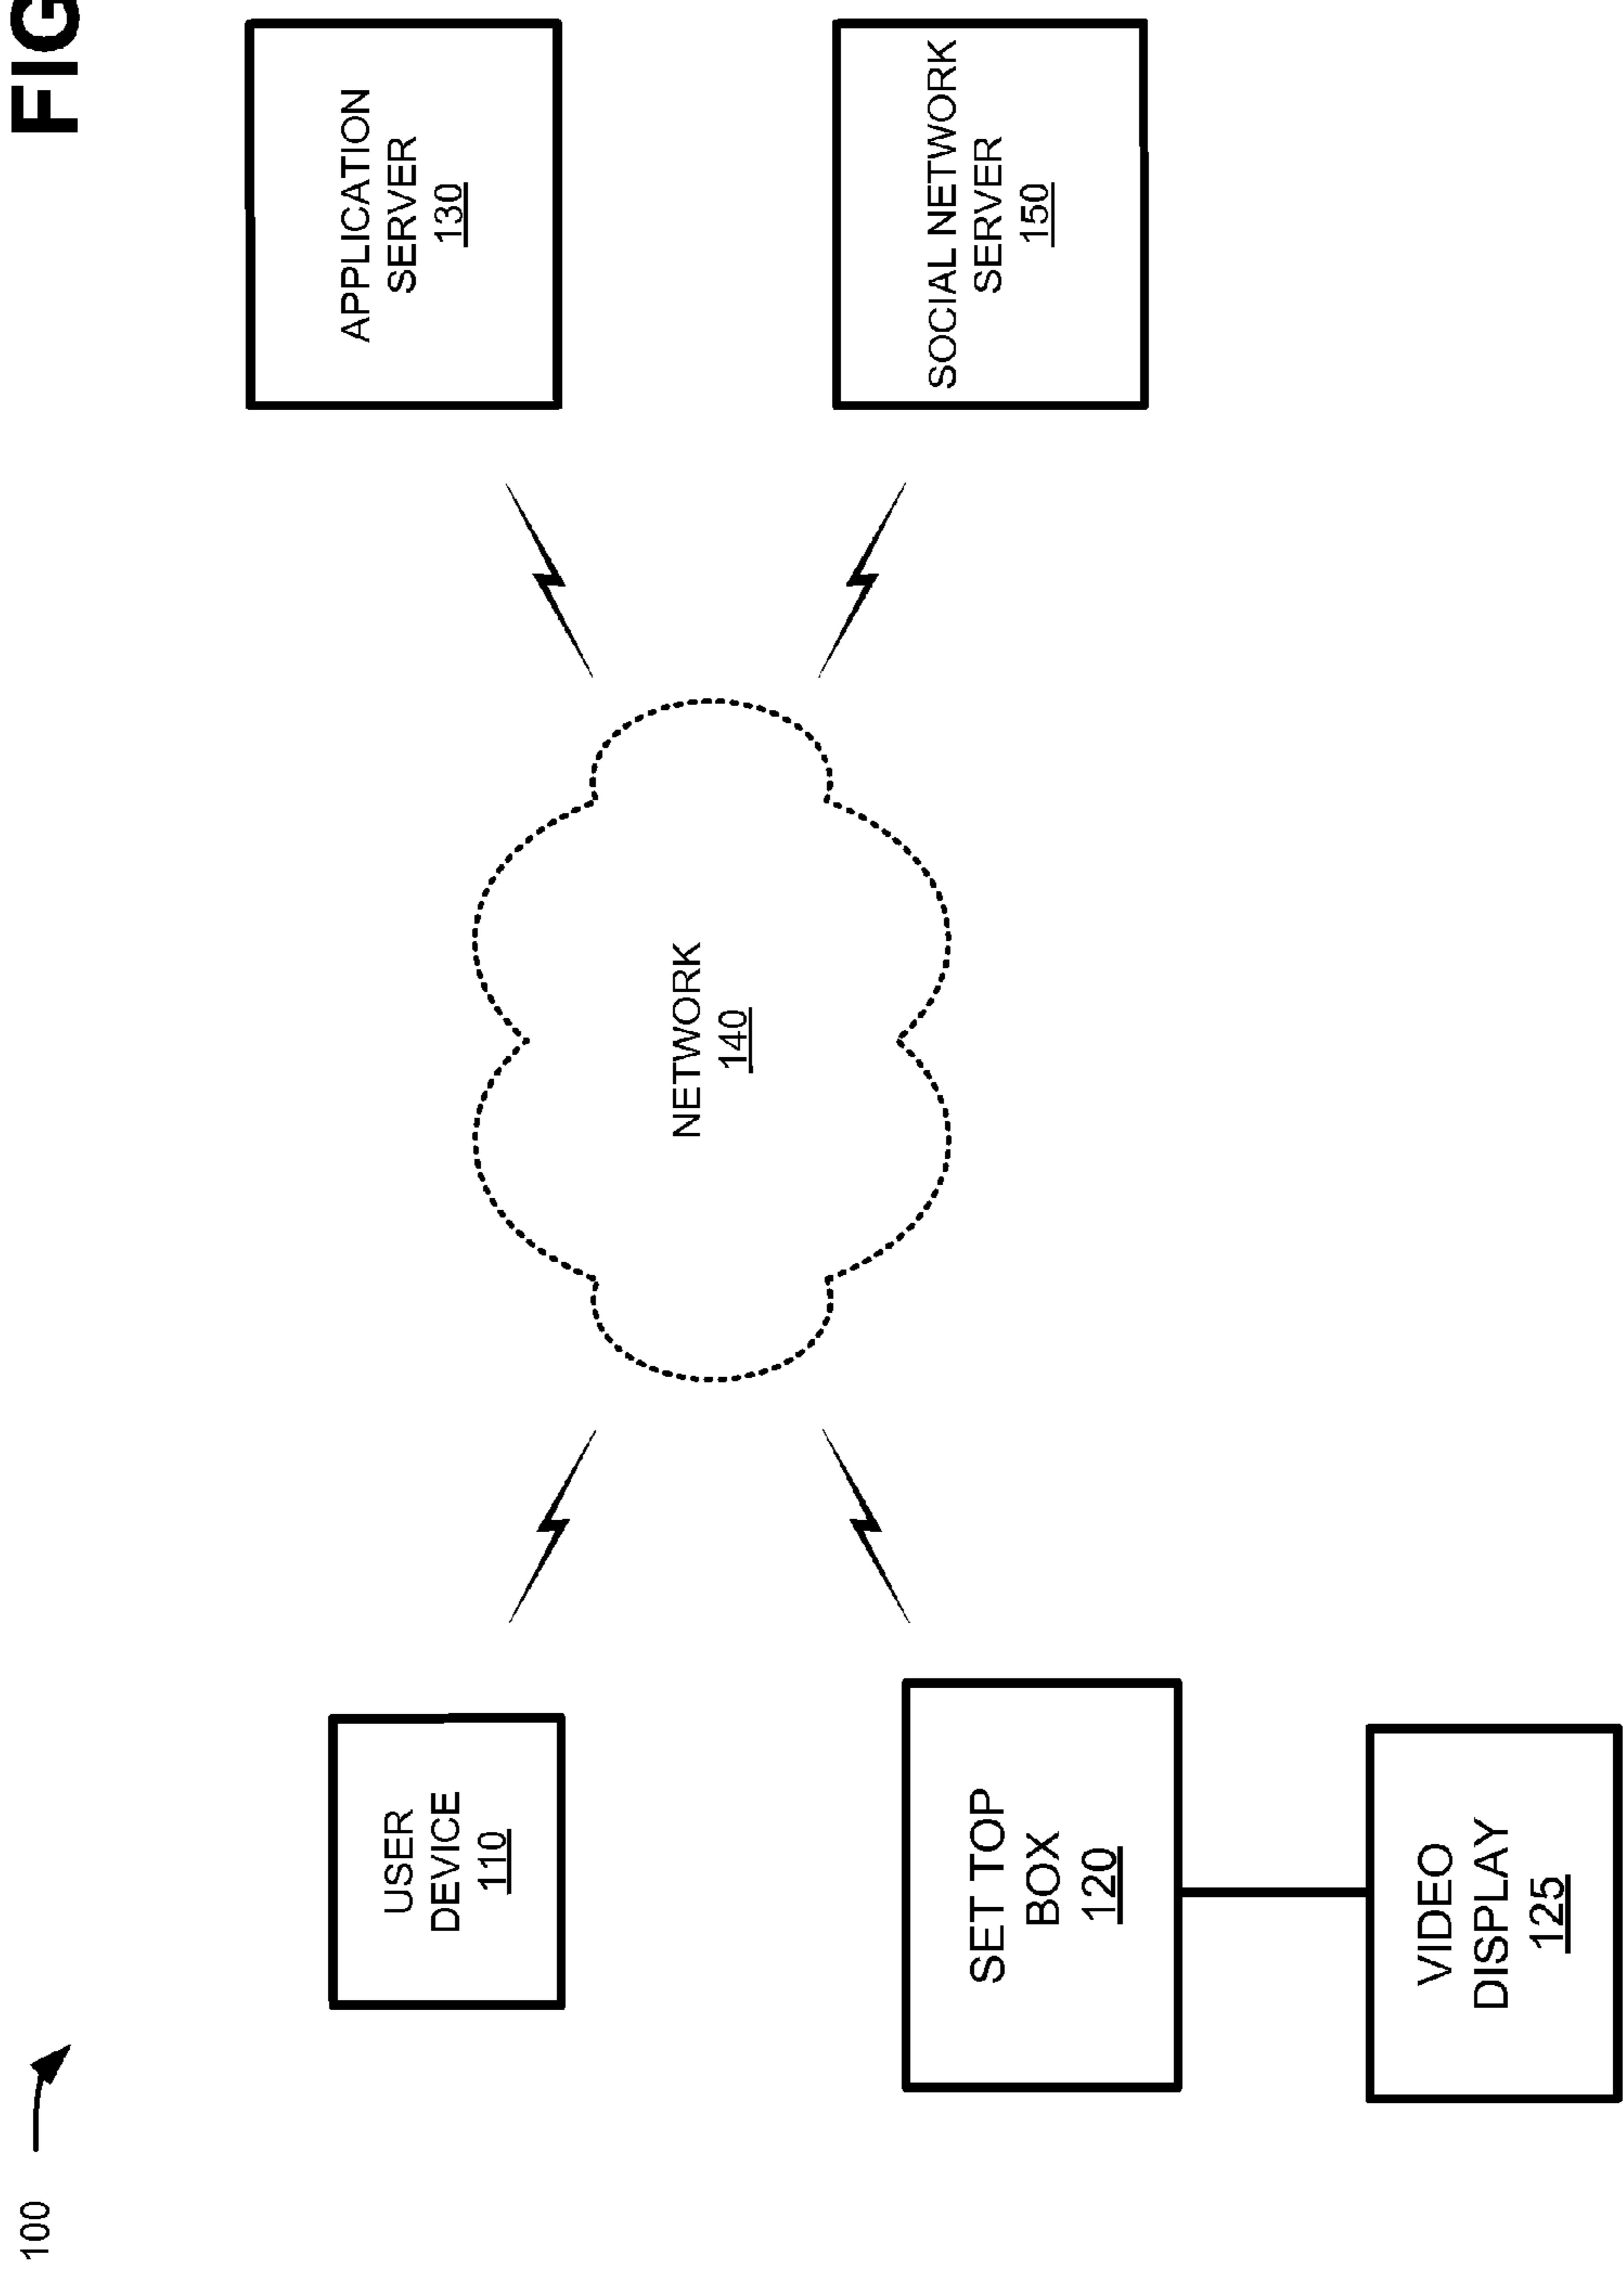 FIG
100
USER
DEVICE
110
APPLICATION
SERVER
130
NETWORK
140
SET TOP
BOX
120
SOCIAL NETWORK
SERVER
150
VIDEO
DISPLAY
125